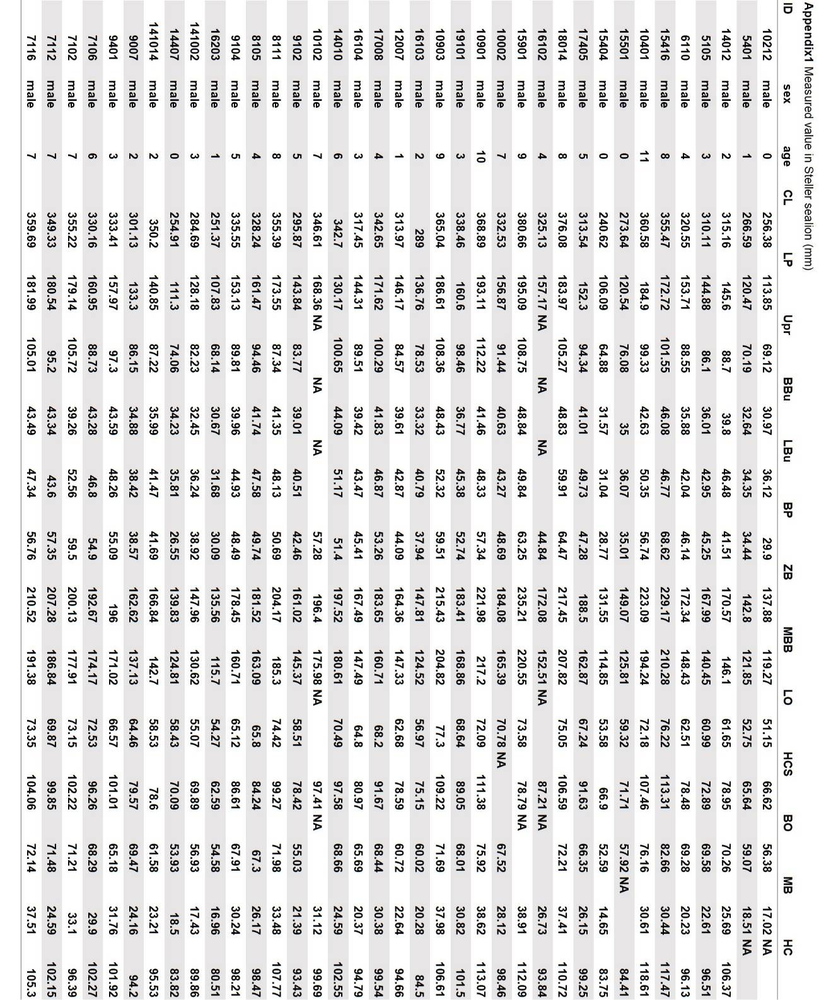 Appendix1 Measured value in Steller sealion (mm)
ID sex age CL LP Upr BBu LBu BP ZB MBB LO HCS BO MB HC
10212 male 0 256.38 113.85 69.12 30.97 36.12 29.9 137.88 119.27 51.15 66.62 56.38 17.02 NA
5401 male 1 266.59 120.47 70.19 32.64 34.35 34.44 142.8 121.85 52.75 65.64 59.07 18.51 NA
14012 male 2 315.16 145.6 88.7 39.8 46.48 41.51 170.57 146.1 61.65 78.95 70.26 25.69 106.37
5105 male 3 310.11 144.88 86.1 36.01 42.95 45.25 167.99 140.45 60.99 72.89 69.58 22.61 96.51
6110 male 4 320.55 153.71 88.55 35.88 42.04 46.14 172.34 148.43 62.51 78.48 69.28 20.23 96.13
15416 male 8 355.47 172.72 101.55 46.08 46.77 68.62 229.17 210.28 76.22 113.31 82.66 30.44 117.47
10401 male 11 360.58 184.9 99.33 42.63 50.35 56.74 223.09 194.24 72.18 107.46 76.16 30.61 118.61
15501 male 0 273.64 120.54 76.08 35 36.07 35.01 149.07 125.81 59.32 71.71 57.92 NA 84.41
15404 male 0 240.62 106.09 64.88 31.57 31.04 28.77 131.55 114.85 53.58 66.9 52.59 14.65 83.75
17405 male 5 313.54 152.3 94.34 41.01 49.73 47.28 188.5 162.87 67.24 91.63 66.35 26.15 99.25
18014 male 8 376.08 183.97 105.27 48.83 59.91 64.47 217.45 207.82 75.05 106.59 72.21 37.41 110.72
16102 male 4 325.13 157.17 NA NA NA 44.84 172.08 152.51 NA 87.21 NA 26.73 93.84
15901 male 9 380.66 195.09 108.75 48.84 49.84 63.25 235.21 220.55 73.58 78.79 NA 38.91 112.09
10002 male 7 332.53 156.87 91.44 40.63 43.27 48.69 184.08 165.39 70.78 NA 67.52 28.12 98.46
10901 male 10 368.89 193.11 112.22 41.46 48.33 57.34 221.98 217.2 72.09 111.38 75.92 38.62 113.07
19101 male 3 338.46 160.6 98.46 36.77 45.38 52.74 183.41 168.86 68.64 89.05 68.01 30.82 101.5
10903 male 9 365.04 186.61 108.36 48.43 52.32 59.51 215.43 204.82 77.3 109.22 71.69 37.98 106.61
16103 male 2 289 136.76 78.53 33.32 40.79 37.94 147.81 124.52 56.97 75.15 60.02 20.28 84.5
12007 male 1 313.97 146.17 84.57 39.61 42.87 44.09 164.36 147.33 62.68 78.59 60.72 22.64 94.66
17008 male 4 342.65 171.62 100.29 41.83 46.87 53.26 183.65 160.71 68.2 91.67 68.44 30.38 99.54
16104 male 3 317.45 144.31 89.51 39.42 43.47 45.41 167.49 147.49 64.8 80.97 65.69 20.37 94.79
14010 male 6 342.7 130.17 100.65 44.09 51.17 51.4 197.52 180.61 70.49 97.58 68.66 24.59 102.55
10102 male 7 346.61 168.36 NA NA NA 57.28 196.4 175.98 NA 97.41 NA 31.12 99.69
9102 male 5 295.87 143.84 83.77 39.01 40.51 42.46 161.02 145.37 58.51 78.42 55.03 21.39 93.43
8111 male 8 355.39 173.55 87.34 41.35 48.13 50.69 204.17 185.3 74.42 99.27 71.98 33.48 107.77
8105 male 4 328.24 161.47 94.46 41.74 47.58 49.74 181.52 163.09 65.8 84.24 67.3 26.17 98.47
9104 male 5 335.55 153.13 89.81 39.96 44.93 48.49 178.45 160.71 65.12 86.61 67.91 30.24 98.21
16203 male 1 251.37 107.83 68.14 30.67 31.68 30.09 135.56 115.7 54.27 62.59 54.58 16.96 80.51
141002 male 3 284.69 128.18 82.23 32.45 36.24 38.92 147.96 130.62 55.07 69.89 56.93 17.43 89.86
14407 male 0 254.91 111.3 74.06 34.23 35.81 26.55 139.83 124.81 58.43 70.09 53.93 18.5 83.82
141014 male 2 350.2 140.85 87.22 35.99 41.47 41.69 166.84 142.7 58.53 78.6 61.58 23.21 95.53
9007 male 2 301.13 133.3 86.15 34.88 38.42 38.57 162.62 137.13 64.46 79.57 69.47 24.16 94.2
9401 male 3 333.41 157.97 97.3 43.59 48.26 55.09 196 171.02 66.57 101.01 65.18 31.76 101.92
7106 male 6 330.16 160.95 88.73 43.28 46.8 54.9 192.67 174.17 72.53 96.26 68.29 29.9 102.27
7102 male 7 355.22 179.14 105.72 39.26 52.56 59.5 200.13 177.91 73.15 102.22 71.21 33.1 96.39
7112 male 7 349.33 180.54 95.2 43.34 43.6 57.35 207.28 186.84 69.87 99.85 71.48 24.59 102.15
7116 male 7 359.69 181.99 105.01 43.49 47.34 56.76 210.52 191.38 73.35 104.06 72.14 37.51 105.3